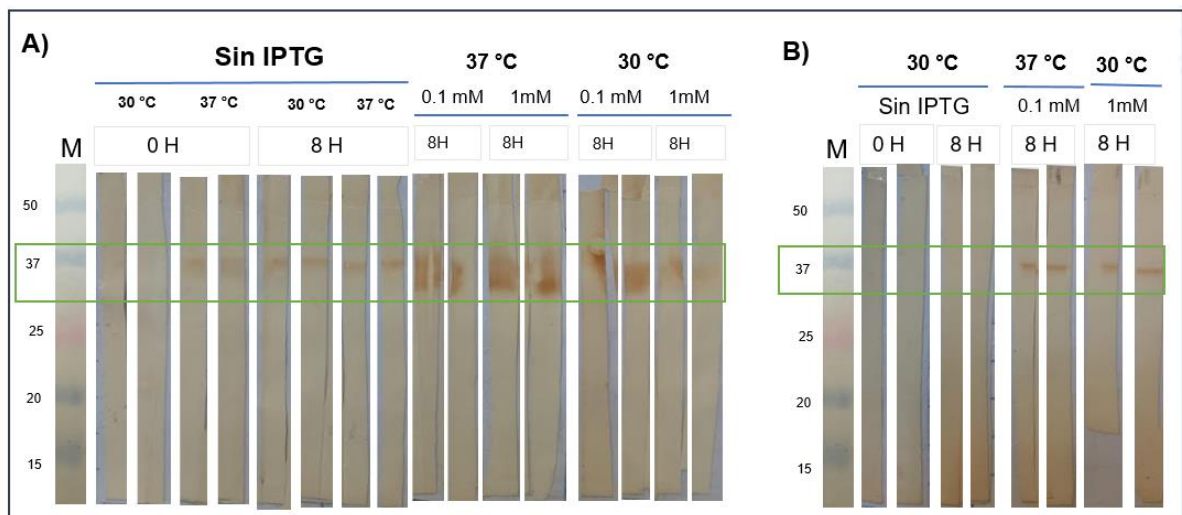 A)
Sin IPTG
37 °C
30 °C
30 °C 37 °C 30 °C 37 °C
0.1 mM 1mM 0.1 mM 1mM
M
0 H
8 H
8H 8H 8H 8H
50
37
25
20
15
B)
30 °C 37 °C 30 °C
Sin IPTG 0.1 mM 1mM
M
0 H 8 H 8 H 8 H
50
37
25
20
15